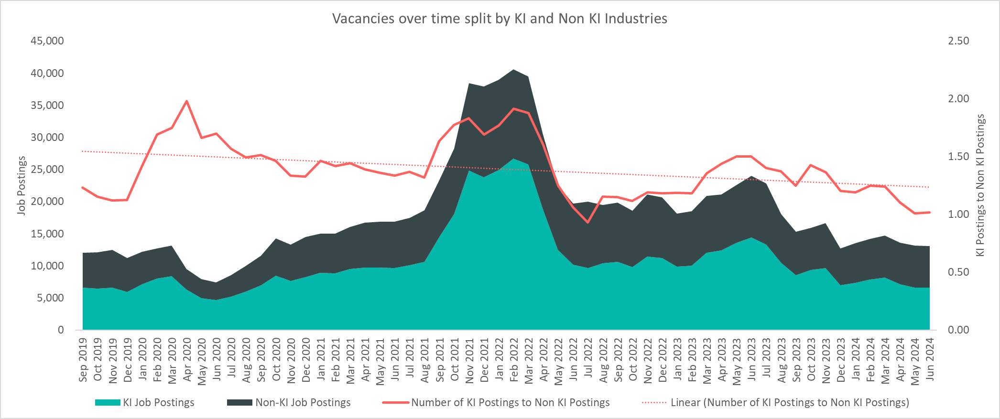 Vacancies over time split by KI and Non KI Industries
45,000
40,000
35,000
30,000
25,000
20,000
15,000
10,000
5,000
0
Job Postings
2.50
2.00
1.50
1.00
0.50
0.00
KI Postings to Non KI Postings
Sep 2019
Oct 2019
Nov 2019
Dec 2019
Jan 2020
Feb 2020
Mar 2020
Apr 2020
May 2020
Jun 2020
Jul 2020
Aug 2020
Sep 2020
Oct 2020
Nov 2020
Dec 2020
Jan 2021
Feb 2021
Mar 2021
Apr 2021
May 2021
Jun 2021
Jul 2021
Aug 2021
Sep 2021
Oct 2021
Nov 2021
Dec 2021
Jan 2022
Feb 2022
Mar 2022
Apr 2022
May 2022
Jun 2022
Jul 2022
Aug 2022
Sep 2022
Oct 2022
Nov 2022
Dec 2022
Jan 2023
Feb 2023
Mar 2023
Apr 2023
May 2023
Jun 2023
Jul 2023
Aug 2023
Sep 2023
Oct 2023
Nov 2023
Dec 2023
Jan 2024
Feb 2024
Mar 2024
Apr 2024
May 2024
Jun 2024
KI Job Postings
Non-KI Job Postings
Number of KI Postings to Non KI Postings
Linear (Number of KI Postings to Non KI Postings)